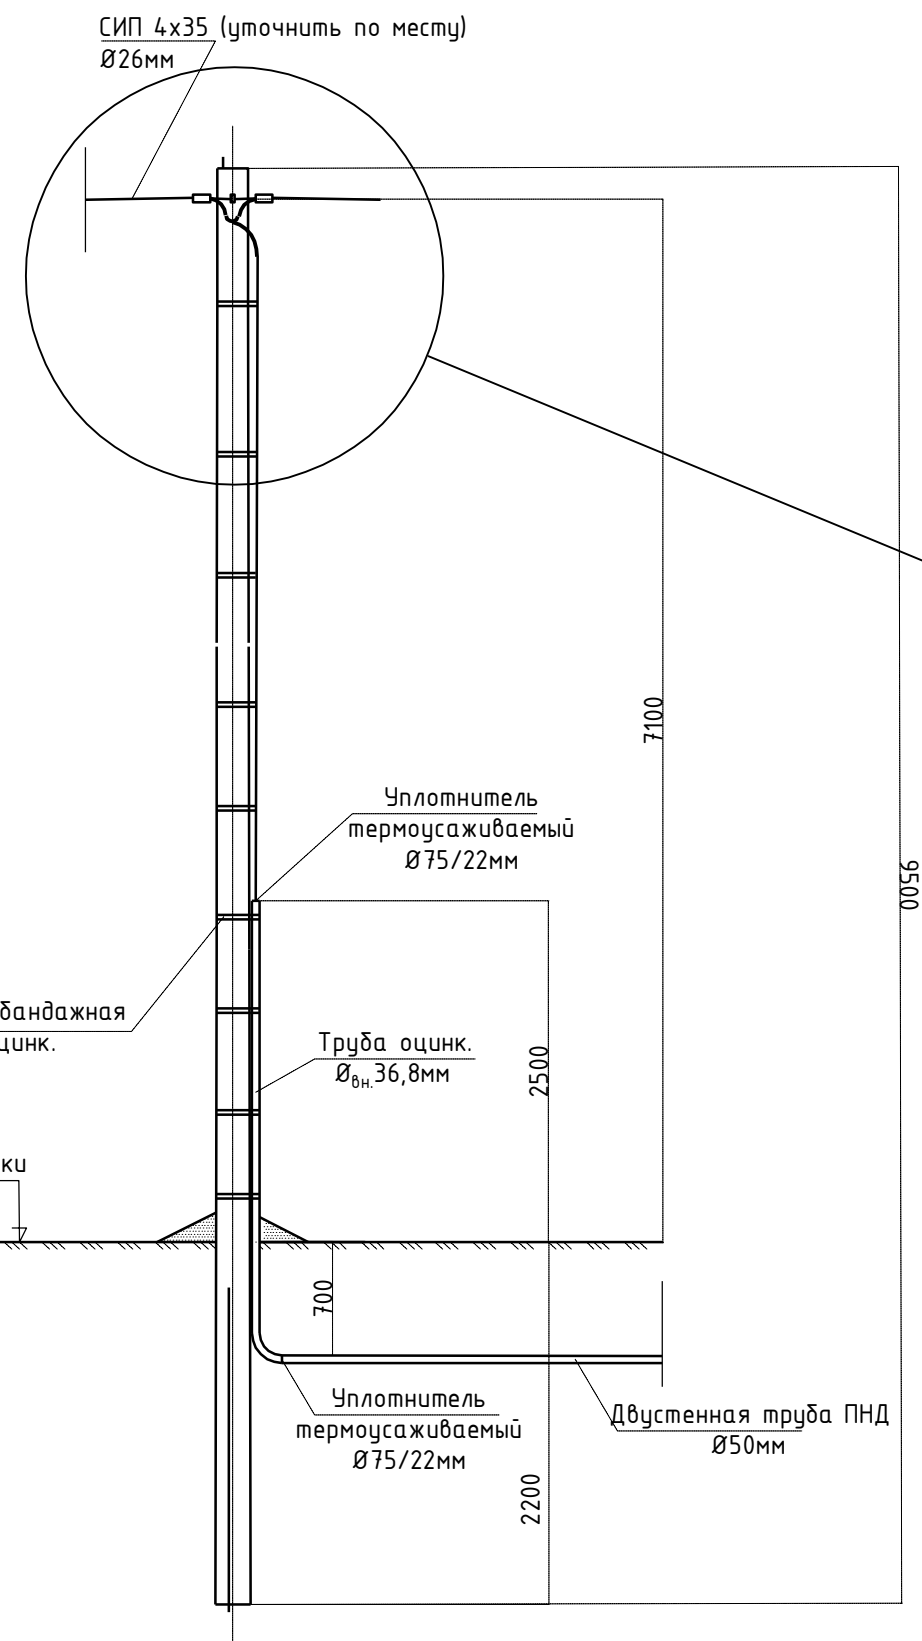 СИП 4х35 (уточнить по месту)
Ø26мм
7100
Уплотнитель
термоусаживаемый
Ø75/22мм
9500
бандажная
цинк.
Труба оцинк.
Øвн.36,8мм
2500
ки
700
Уплотнитель
термоусаживаемый
Ø75/22мм
Двустенная труба ПНД
Ø50мм
2200